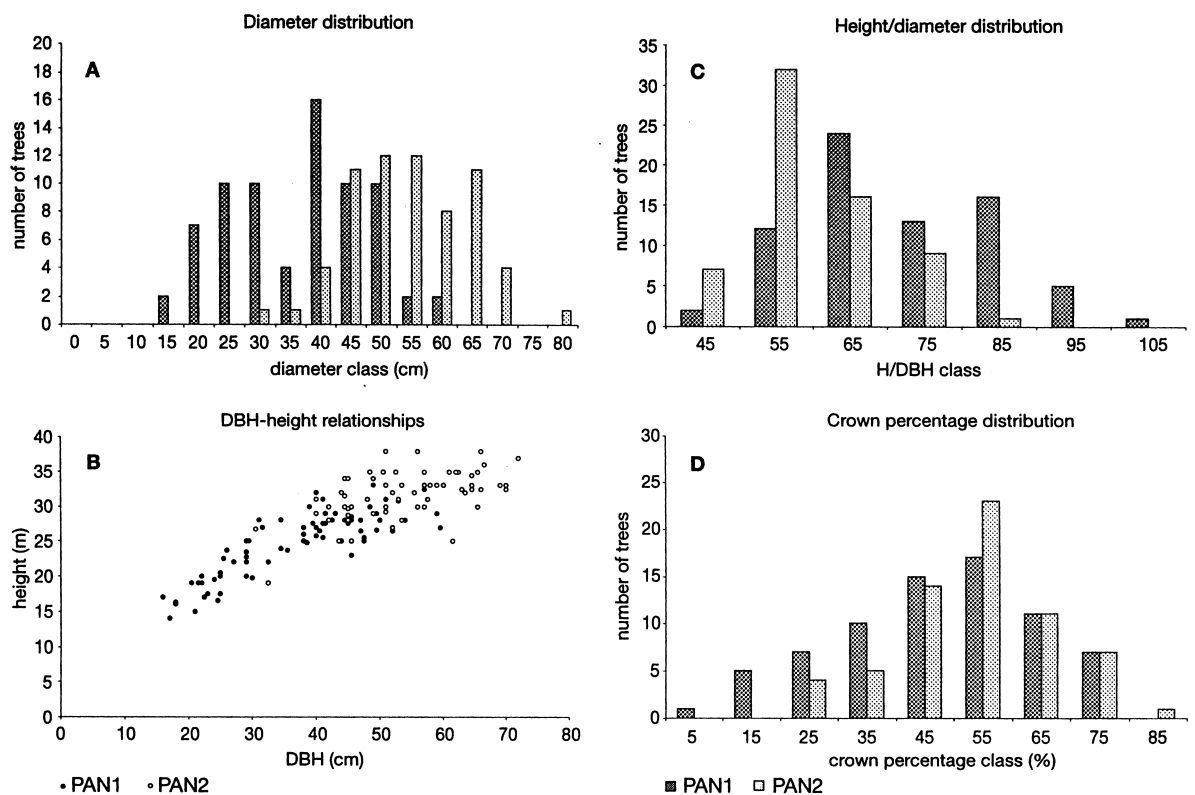 Diameter distribution
A
number of trees
20
18
16
14
12
10
8
6
4
2
0
0 5 10 15 20 25 30 35 40 45 50 55 60 65 70 75 80
diameter class (cm)
Height/diameter distribution
C
number of trees
35
30
25
20
15
10
5
0
45 55 65 75 85 95 105
H/DBH class
DBH-height relationships
B
height (m)
40
35
30
25
20
15
10
5
0
0 10 20 30 40 50 60 70 80
DBH (cm)
PAN1 PAN2
Crown percentage distribution
D
number of trees
30
25
20
15
10
5
0
5 15 25 35 45 55 65 75 85
crown percentage class (%)
PAN1 PAN2